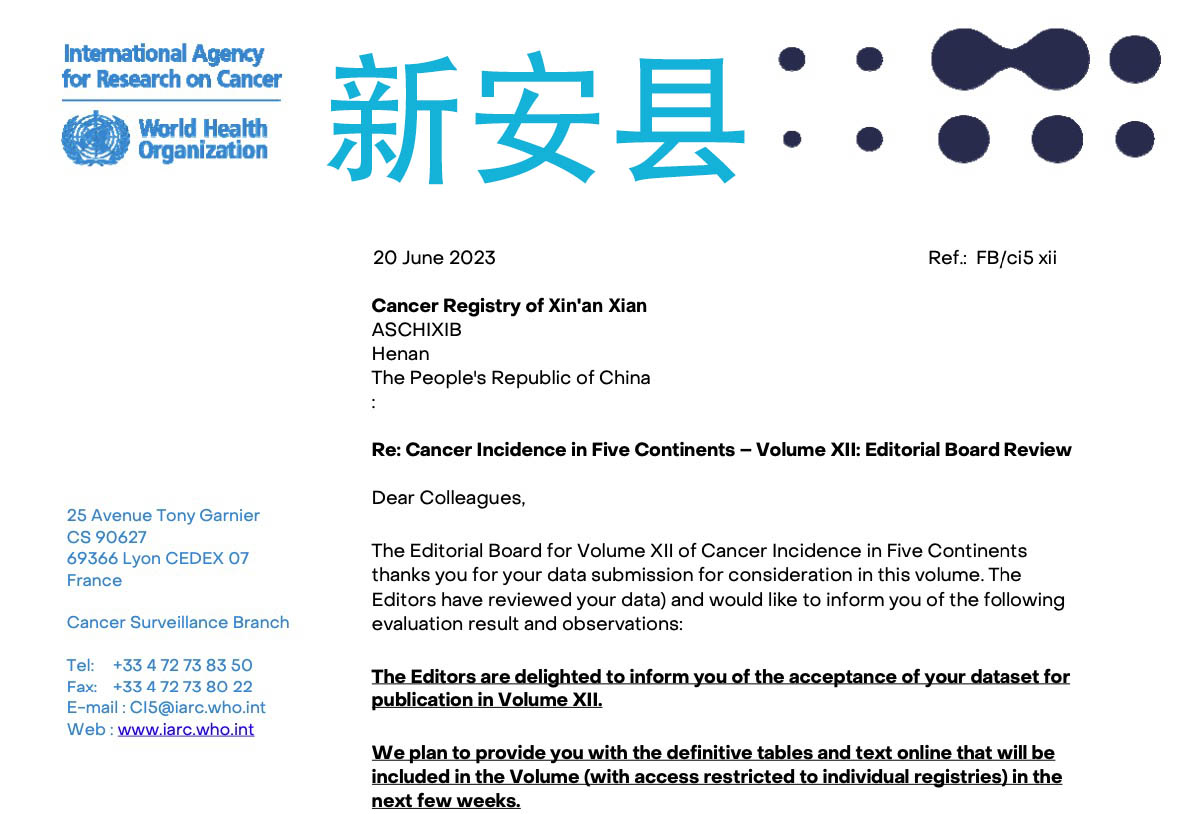 International Agency
for Research on Cancer
World Health
Organization
新安县
20 June 2023
Ref.: FB/ci5 xii
Cancer Registry of Xin'an Xian
ASCHIXIB
Henan
The People's Republic of China
:
Re: Cancer Incidence in Five Continents – Volume XII: Editorial Board Review
Dear Colleagues,
The Editorial Board for Volume XII of Cancer Incidence in Five Continents
thanks you for your data submission for consideration in this volume. The
Editors have reviewed your data) and would like to inform you of the following
evaluation result and observations:
The Editors are delighted to inform you of the acceptance of your dataset for
publication in Volume XII.
We plan to provide you with the definitive tables and text online that will be
included in the Volume (with access restricted to individual registries) in the
next few weeks.
25 Avenue Tony Garnier
CS 90627
69366 Lyon CEDEX 07
France
Cancer Surveillance Branch
Tel: +33 4 72 73 83 50
Fax: +33 4 72 73 80 22
E-mail : CI5@iarc.who.int
Web : www.iarc.who.int